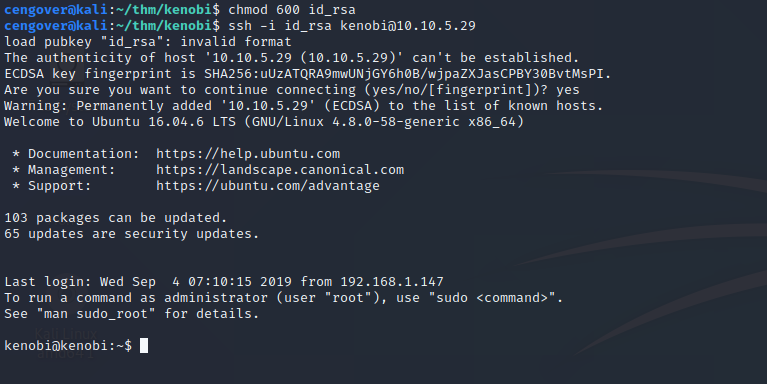 cengover@kali:~/thm/kenobi$ chmod 600 id_rsa
cengover@kali:~/thm/kenobi$ ssh -i id_rsa kenobi@10.10.5.29
load pubkey "id_rsa": invalid format
The authenticity of host '10.10.5.29 (10.10.5.29)' can't be established.
ECDSA key fingerprint is SHA256:uUzATQRA9mwUNjGY6h0B/wjpaZXJasCPBY30BvtMsPI.
Are you sure you want to continue connecting (yes/no/[fingerprint])? yes
Warning: Permanently added '10.10.5.29' (ECDSA) to the list of known hosts.
Welcome to Ubuntu 16.04.6 LTS (GNU/Linux 4.8.0-58-generic x86_64)
* Documentation:  https://help.ubuntu.com
* Management:     https://landscape.canonical.com
* Support:        https://ubuntu.com/advantage
103 packages can be updated.
65 updates are security updates.
Last login: Wed Sep  4 07:10:15 2019 from 192.168.1.147
To run a command as administrator (user "root"), use "sudo <command>".
See "man sudo_root" for details.
kenobi@kenobi:~$